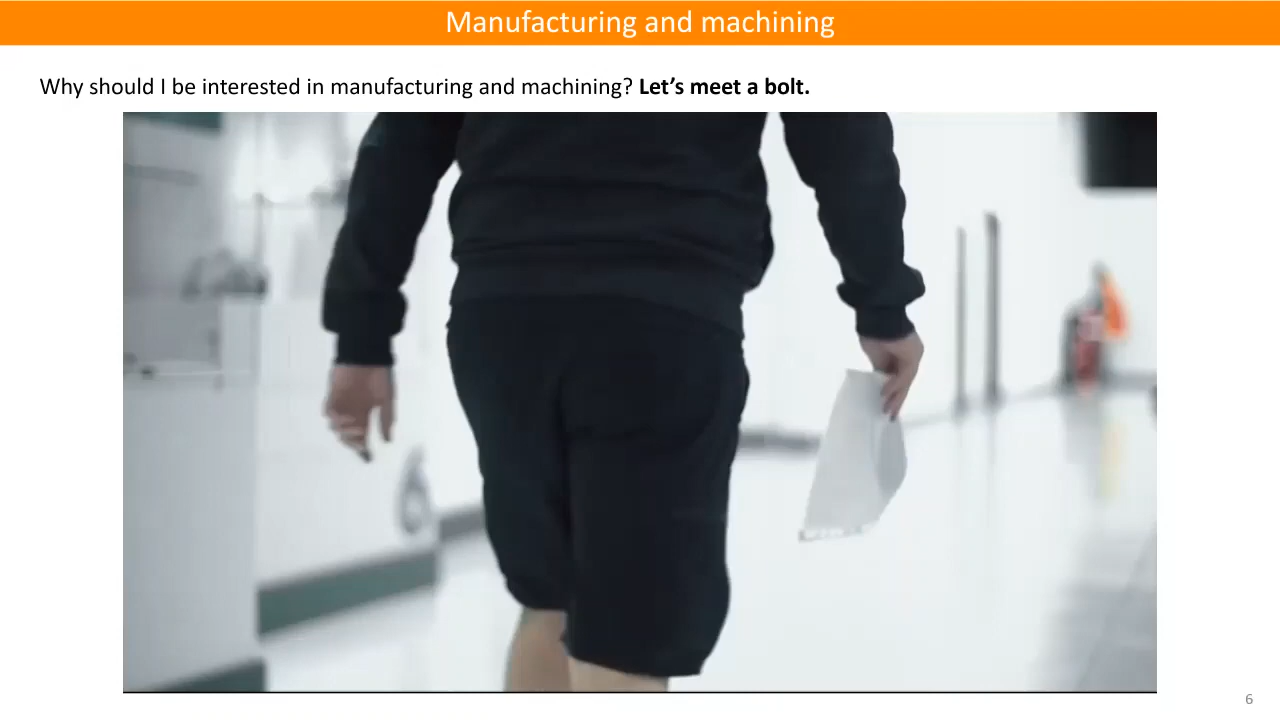 Manufacturing and machining
Why should I be interested in manufacturing and machining? Let's meet a bolt.
6